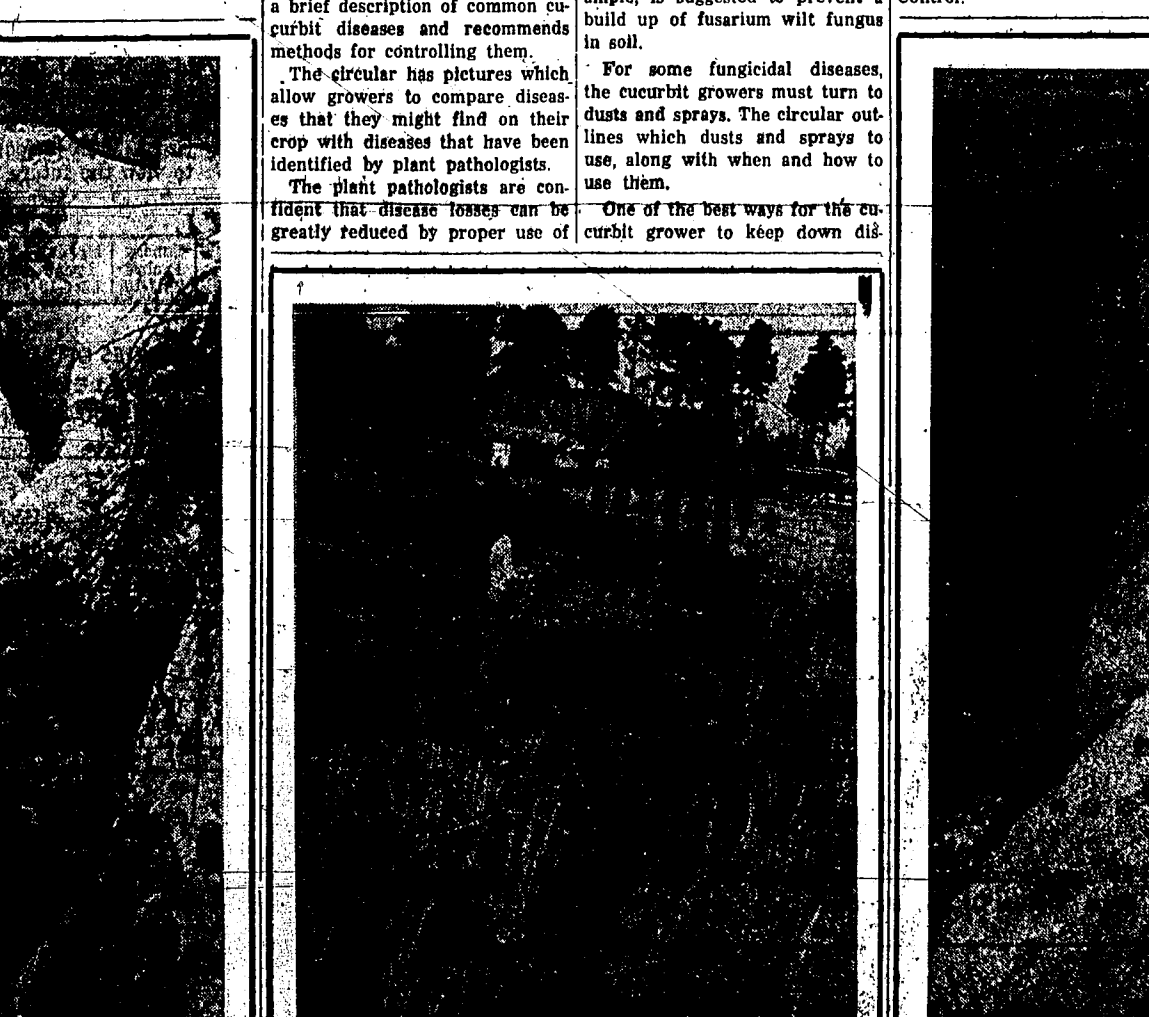 a brief description of common cu-
curbit diseases and recommends
methods for controlling them.
The circular has pictures which
allow growers to compare diseas-
es that they might find on their
crop with diseases that have been
identified by plant pathologists.
The plant pathologists are con-
fident that disease losses can be
greatly reduced by proper use of
build up of fusarium wilt fungus
in soil.
For some fungicidal diseases,
the cucurbit growers must turn to
dusts and sprays. The circular out-
lines which dusts and sprays to
use, along with when and how to
use them.
One of the best ways for the cu-
curbit grower to keep down dis-